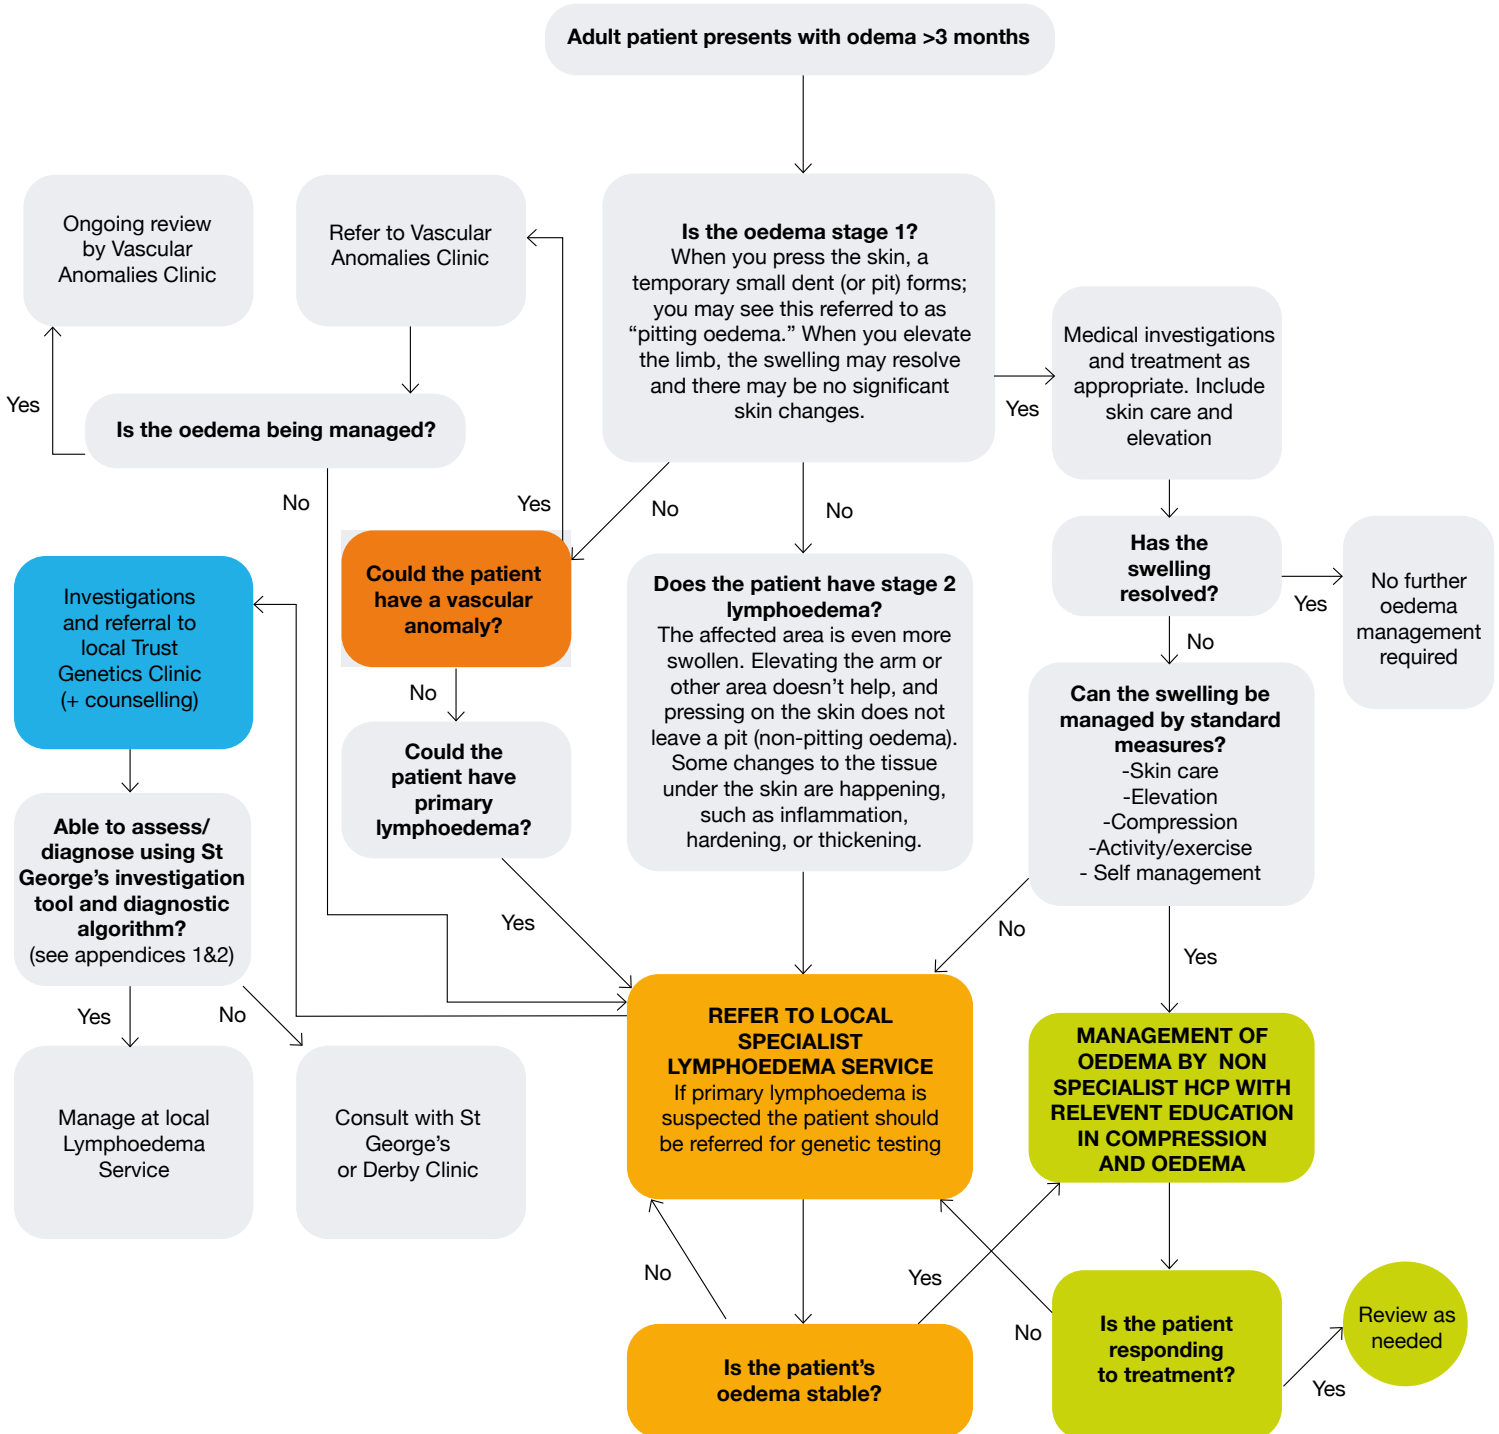 Adult patient presents with odema >3 months
Ongoing review
by Vascular
Anomalies Clinic
Refer to Vascular
Anomalies Clinic
Is the oedema stage 1?
When you press the skin, a
temporary small dent (or pit) forms;
you may see this referred to as
“pitting oedema.” When you elevate
the limb, the swelling may resolve
and there may be no significant
skin changes.
Yes
Medical investigations
and treatment as
appropriate. Include
skin care and
elevation
Yes
Is the oedema being managed?
No
Yes
No
No
Has the
swelling
resolved?
Yes
No further
oedema
management
required
No
Investigations
and referral to
local Trust
Genetics Clinic
(+ counselling)
Could the patient
have a vascular
anomaly?
No
Does the patient have stage 2
lymphoedema?
The affected area is even more
swollen. Elevating the arm or
other area doesn’t help, and
pressing on the skin does not
leave a pit (non-pitting oedema).
Some changes to the tissue
under the skin are happening,
such as inflammation,
hardening, or thickening.
Can the swelling be
managed by standard
measures?
-Skin care
-Elevation
-Compression
-Activity/exercise
- Self management
Could the
patient have
primary
lymphoedema?
Yes
No
Yes
Able to assess/
diagnose using St
George’s investigation
tool and diagnostic
algorithm?
(see appendices 1&2)
Yes
No
Manage at local
Lymphoedema
Service
Consult with St
George’s
or Derby Clinic
REFER TO LOCAL
SPECIALIST
LYMPHOEDEMA SERVICE
If primary lymphoedema is
suspected the patient should
be referred for genetic testing
MANAGEMENT OF
OEDEMA BY  NON
SPECIALIST HCP WITH
RELEVENT EDUCATION
IN COMPRESSION
AND OEDEMA
No
Yes
No
Is the patient’s
oedema stable?
Is the patient
responding
to treatment?
Yes
Review as
needed